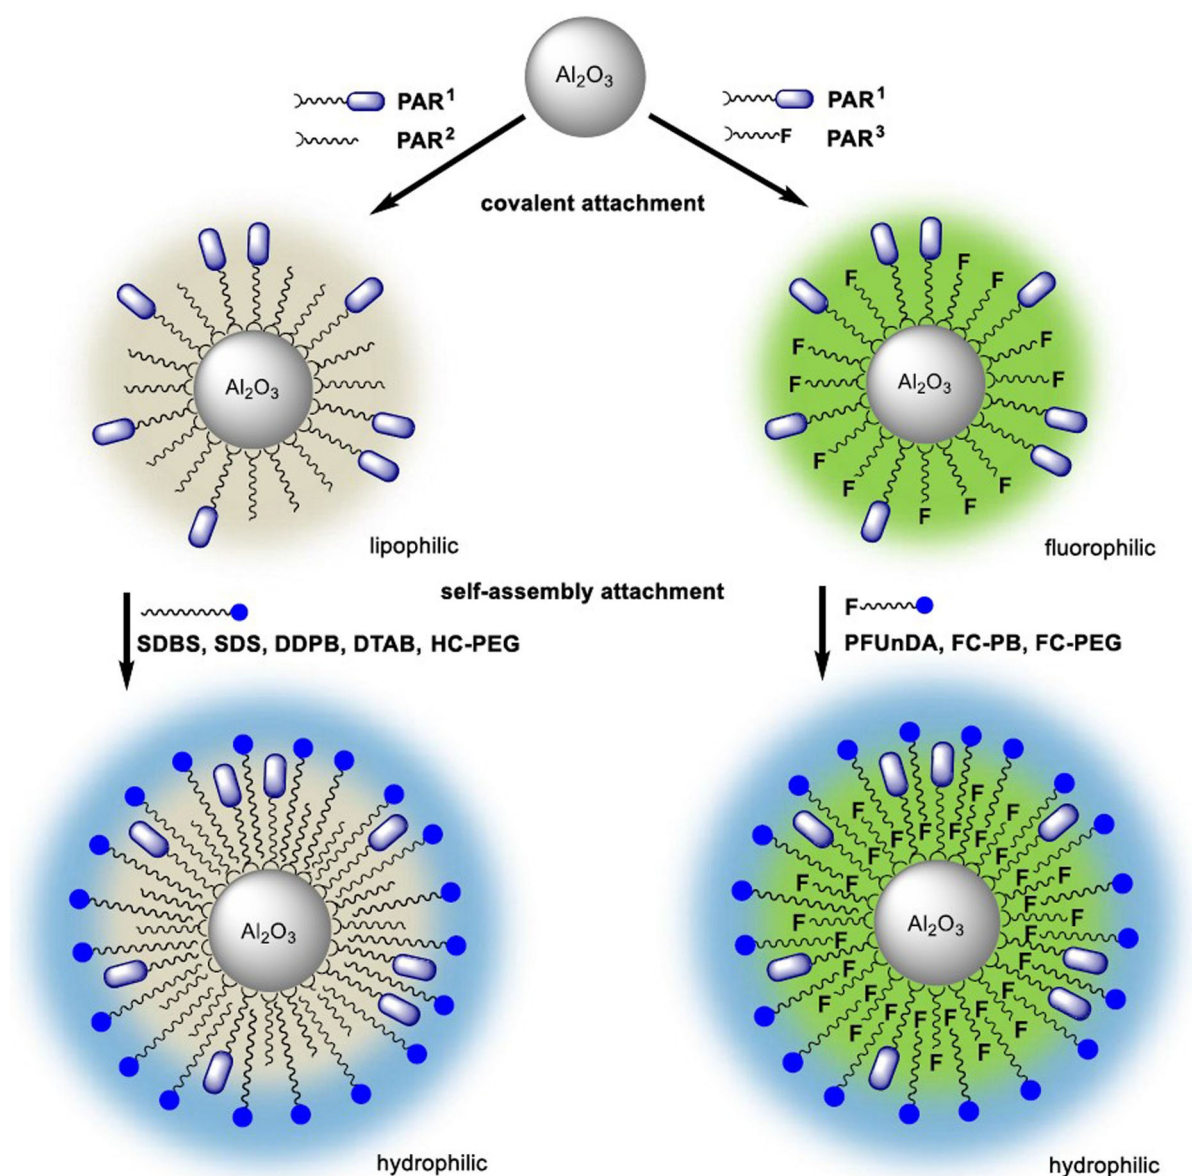 Al₂O₃
PAR¹
PAR²
PAR¹
F PAR³
covalent attachment
Al₂O₃
lipophilic
F F F F F F F F F F F F
Al₂O₃
fluorophilic
self-assembly attachment
SDBS, SDS, DDPB, DTAB, HC-PEG
F
PFUnDA, FC-PB, FC-PEG
Al₂O₃
hydrophilic
F F F F F F F F F F F F F F F F F F F F F F F F F F F F
Al₂O₃
hydrophilic